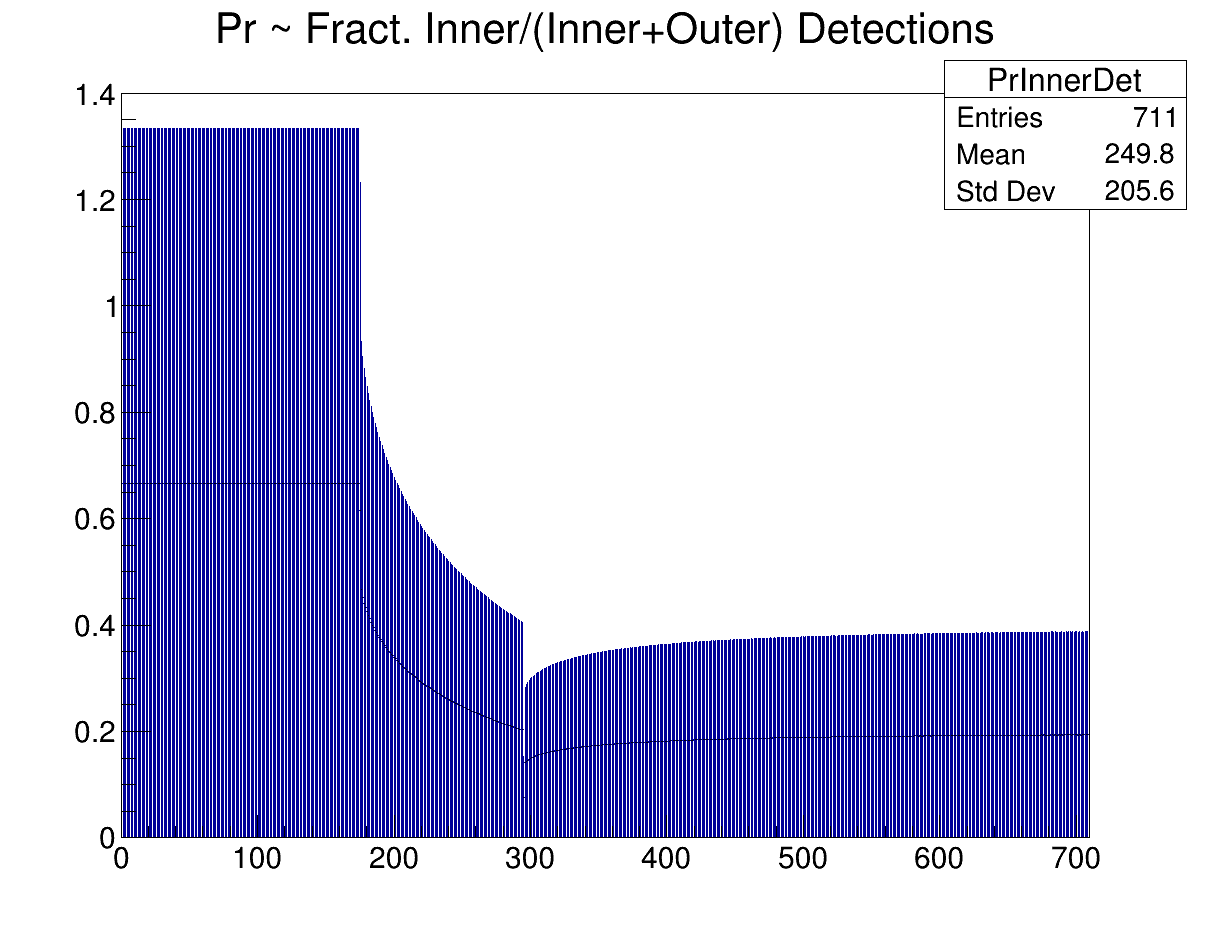 Pr ~ Fract. Inner/(Inner+Outer) Detections
PrInnerDet
Entries 711
Mean 249.8
Std Dev 205.6
1.4
1.2
1
0.8
0.6
0.4
0.2
0
0 100 200 300 400 500 600 700